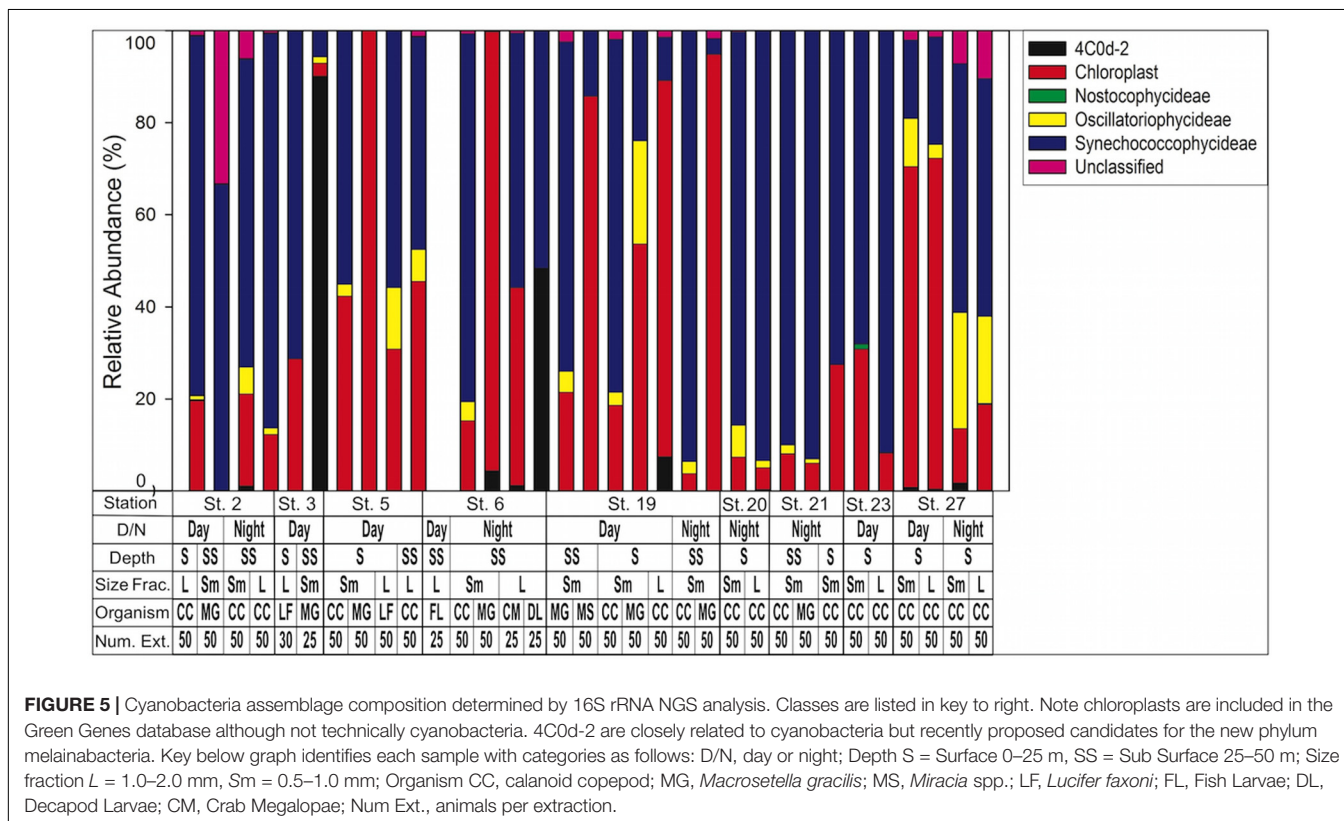 100
80
60
40
20
0
Relative Abundance (%)
4C0d-2
Chloroplast
Nostocophycideae
Oscillatoriophycideae
Synechococcophycideae
Unclassified
Station St. 2 St. 3 St. 5 St. 6 St. 19 St. 20 St. 21 St. 23 St. 27
D/N Day Night Day Day Day Night Day Night Night Night Day Day Night
Depth S SS SS S SS S SS SS SS SS S SS S SS S S S S
Size Frac. L Sm Sm L L Sm Sm L L L Sm L Sm Sm L Sm Sm L Sm Sm Sm L Sm L Sm L
Organism CC MG CC CC LF MG CC MG LF CC FL CC MG CM DL MG MS CC MG CC CC MG CC CC CC MG CC CC CC CC CC CC CC
Num. Ext. 50 50 50 50 30 25 50 50 50 50 25 50 50 25 25 50 50 50 50 50 50 50 50 50 50 50 50 50 50 50 50 50 50
FIGURE 5 | Cyanobacteria assemblage composition determined by 16S rRNA NGS analysis. Classes are listed in key to right. Note chloroplasts are included in the
Green Genes database although not technically cyanobacteria. 4C0d-2 are closely related to cyanobacteria but recently proposed candidates for the new phylum
melainabacteria. Key below graph identifies each sample with categories as follows: D/N, day or night; Depth S = Surface 0–25 m, SS = Sub Surface 25–50 m; Size
fraction L = 1.0–2.0 mm, Sm = 0.5–1.0 mm; Organism CC, calanoid copepod; MG, Macrosetella gracilis; MS, Miracia spp.; LF, Lucifer faxoni; FL, Fish Larvae; DL,
Decapod Larvae; CM, Crab Megalopae; Num Ext., animals per extraction.